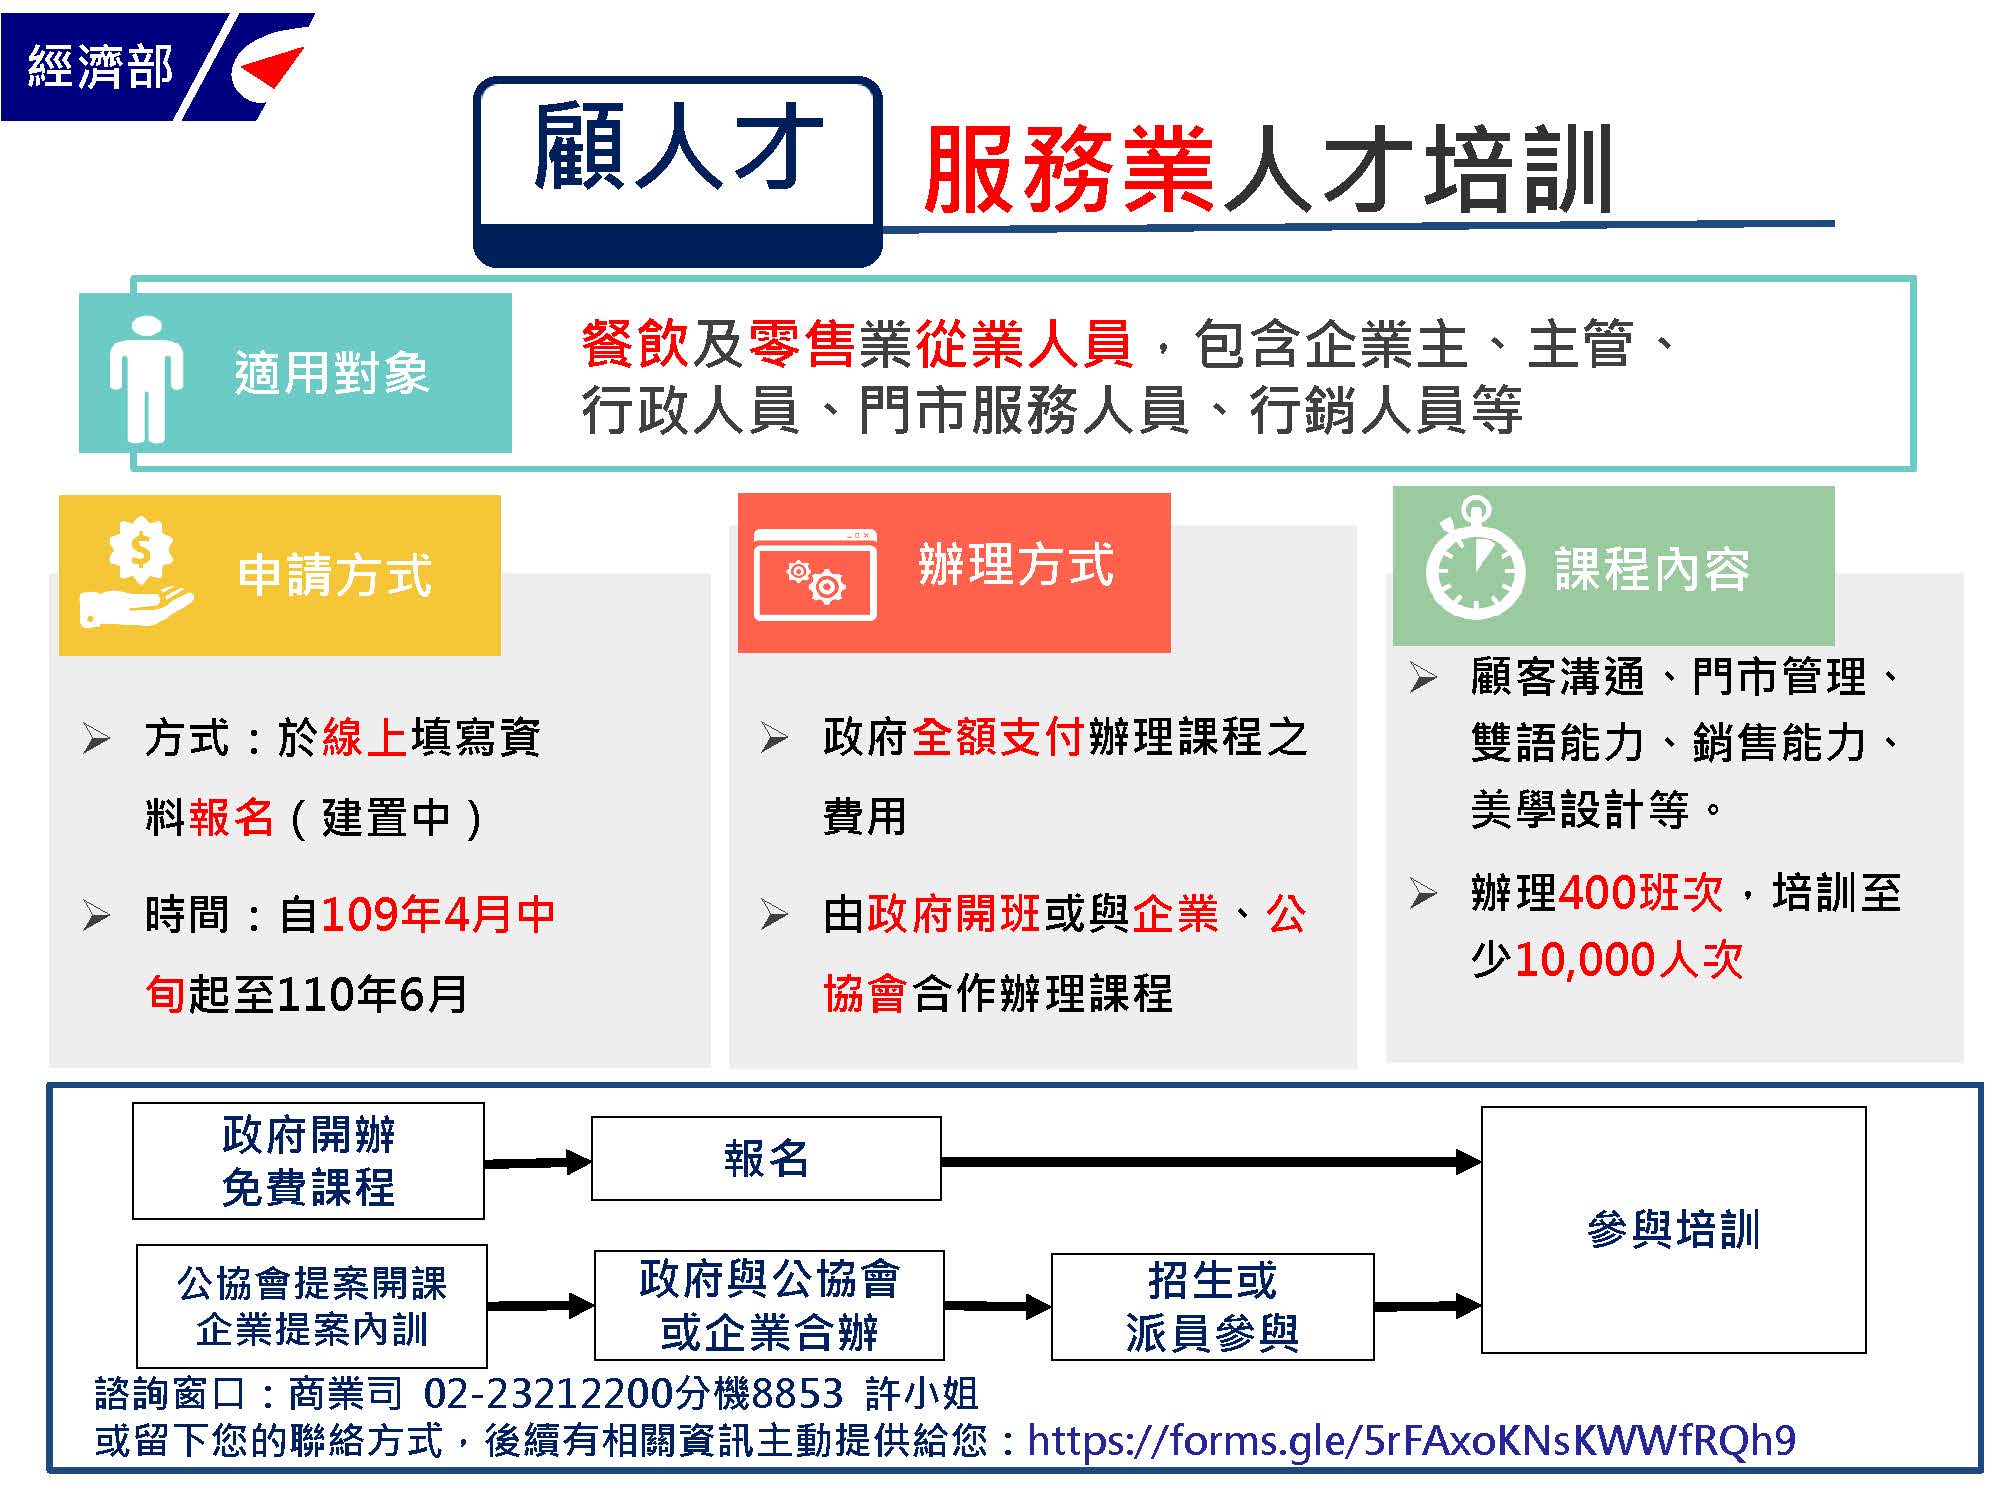 經濟部
顧人才
服務業人才培訓
適用對象
餐飲及零售業從業人員，包含企業主、主管、
行政人員、門市服務人員、行銷人員等
申請方式
方式：於線上填寫資
料報名（建置中）
時間：自109年4月中
旬起至110年6月
辦理方式
政府全額支付辦理課程之
費用
由政府開班或與企業、公
協會合作辦理課程
課程內容
顧客溝通、門市管理、
雙語能力、銷售能力、
美學設計等。
辦理400班次，培訓至
少10,000人次
政府開辦
免費課程
報名
參與培訓
公協會提案開課
企業提案內訓
政府與公協會
或企業合辦
招生或
派員參與
諮詢窗口：商業司 02-23212200分機8853 許小姐
或留下您的聯絡方式，後續有相關資訊主動提供給您：https://forms.gle/5rFAxoKNsKWWfRQh9